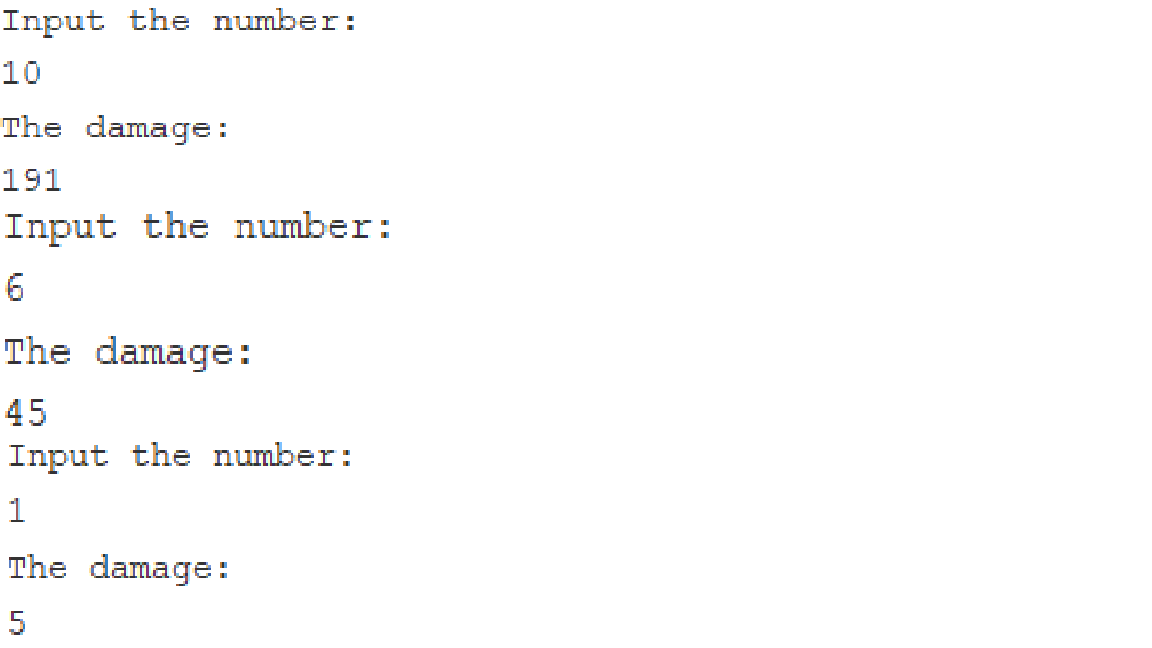 Input the number:
10
The damage:
191
Input the number:
6
The damage:
45
Input the number:
1
The damage:
5